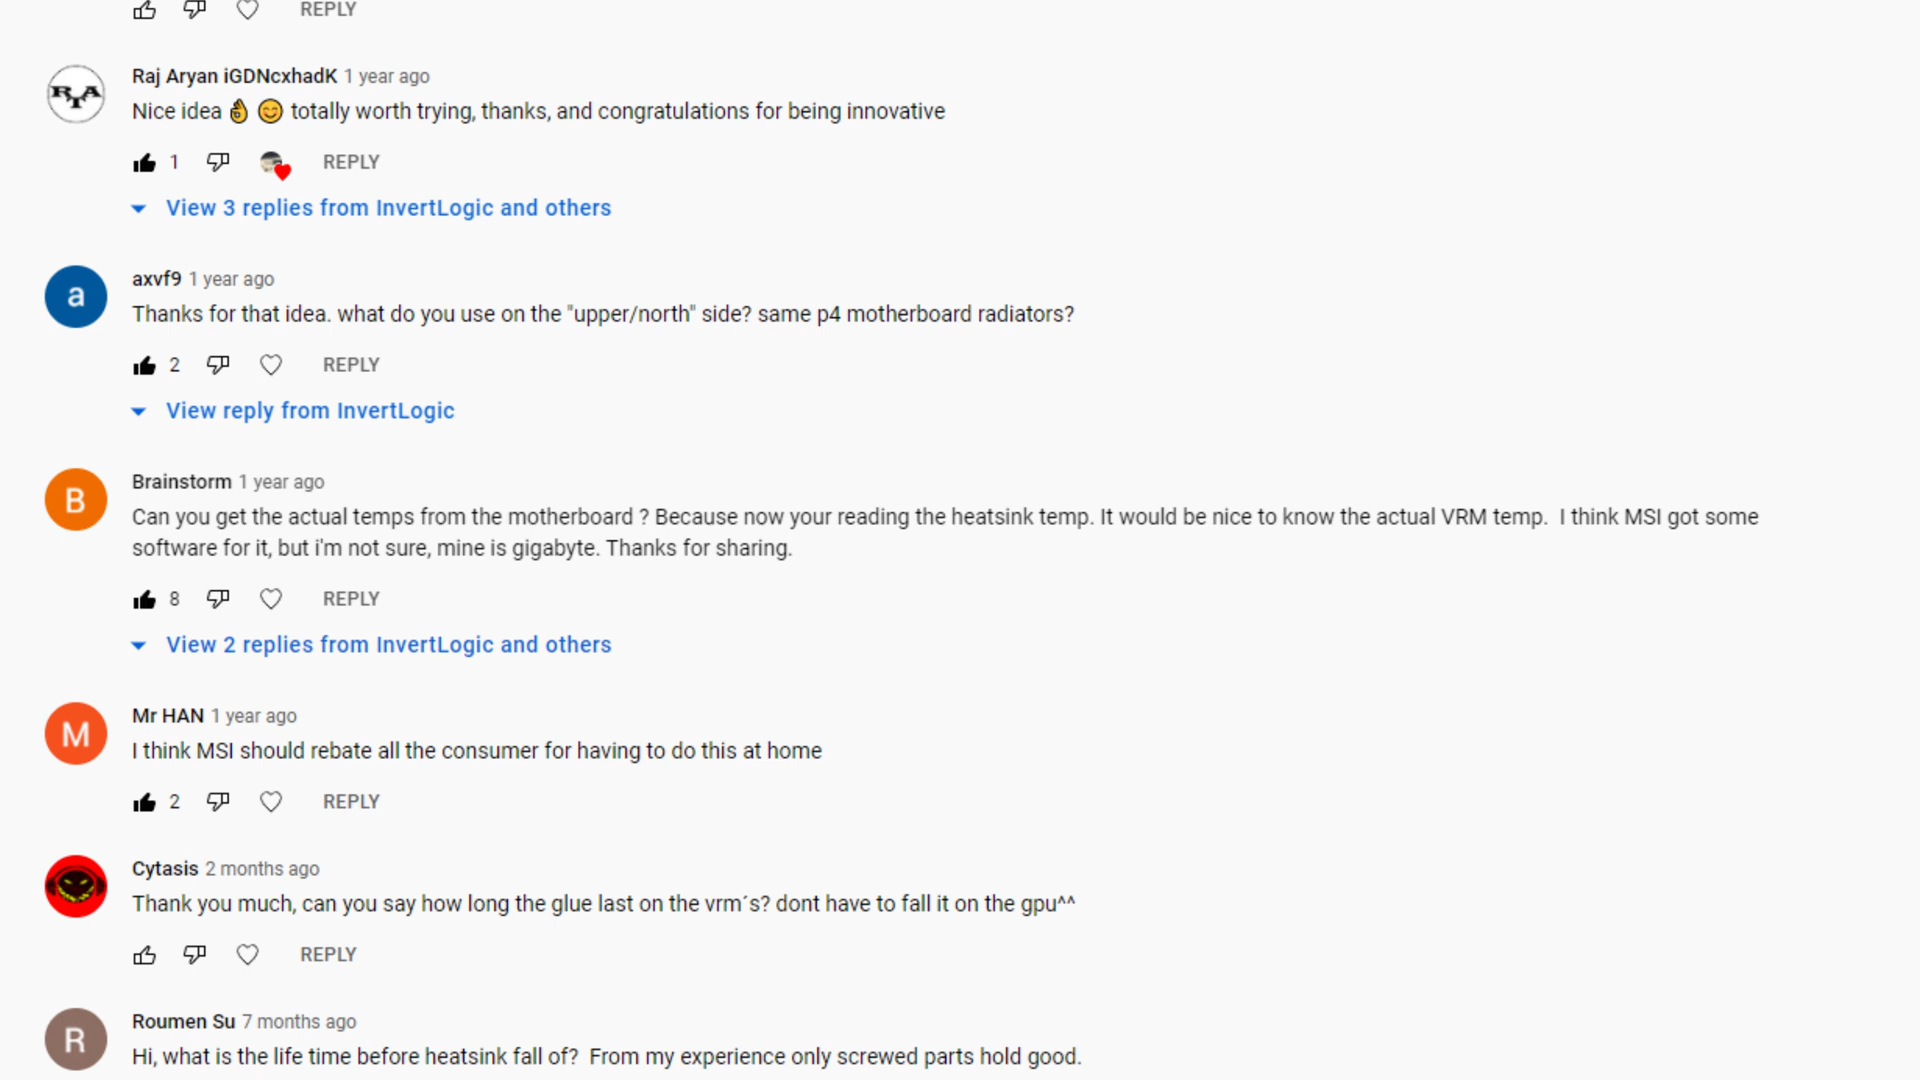 REPLY
RTA
Raj Aryan iGDNcxhadK 1 year ago
Nice idea👌😊 totally worth trying, thanks, and congratulations for being innovative
1 REPLY
View 3 replies from InvertLogic and others
a
axvf9 1 year ago
Thanks for that idea. what do you use on the "upper/north" side? same p4 motherboard radiators?
2 REPLY
View reply from InvertLogic
B
Brainstorm 1 year ago
Can you get the actual temps from the motherboard ? Because now your reading the heatsink temp. It would be nice to know the actual VRM temp.  I think MSI got some
software for it, but i'm not sure, mine is gigabyte. Thanks for sharing.
8 REPLY
View 2 replies from InvertLogic and others
M
Mr HAN 1 year ago
I think MSI should rebate all the consumer for having to do this at home
2 REPLY
Cytasis 2 months ago
Thank you much, can you say how long the glue last on the vrm´s? dont have to fall it on the gpu^^
REPLY
R
Roumen Su 7 months ago
Hi, what is the life time before heatsink fall of?  From my experience only screwed parts hold good.